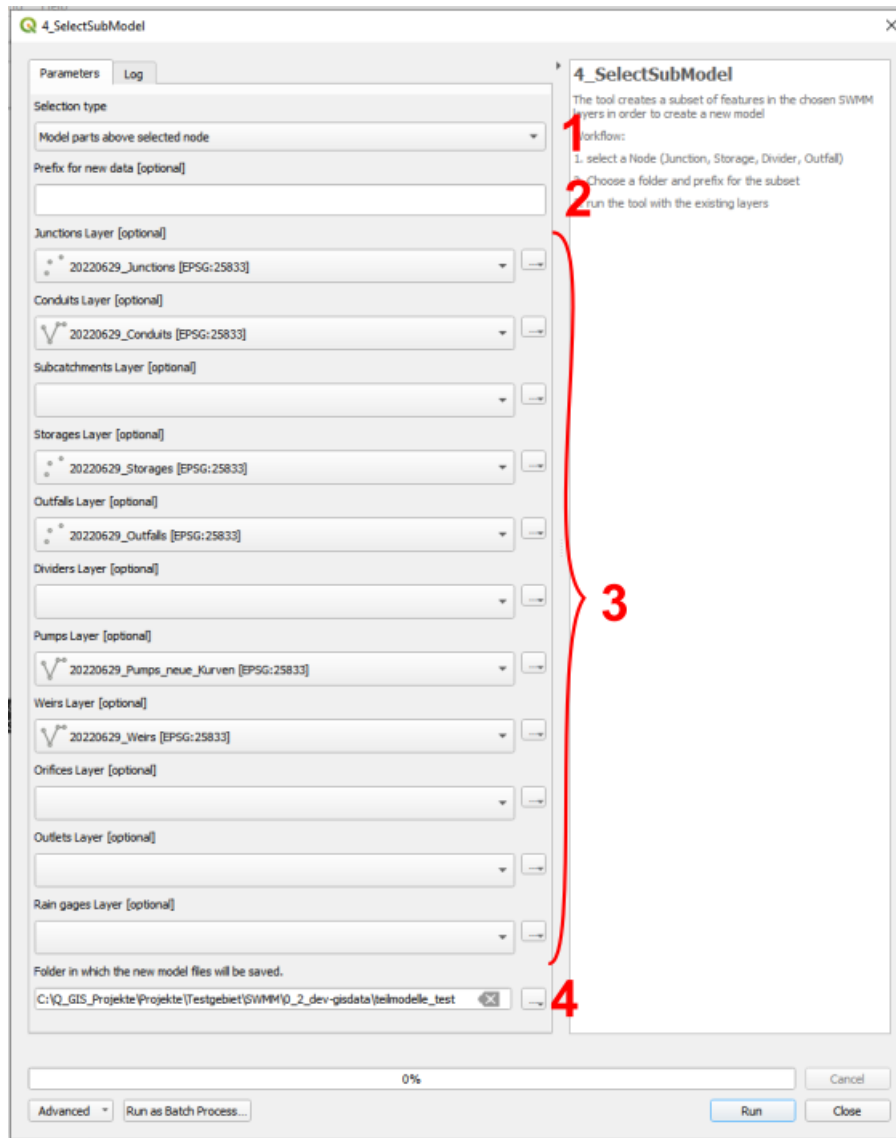 4_SelectSubModel
Parameters
Log
Selection type
Model parts above selected node
1
Prefix for new data [optional]
2
Junctions Layer [optional]
20220629_Junctions [EPSG:25833]
Conduits Layer [optional]
20220629_Conduits [EPSG:25833]
Subcatchments Layer [optional]
Storages Layer [optional]
20220629_Storages [EPSG:25833]
Outfalls Layer [optional]
20220629_Outfalls [EPSG:25833]
Dividers Layer [optional]
3
Pumps Layer [optional]
20220629_Pumps_neue_Kurven [EPSG:25833]
Weirs Layer [optional]
20220629_Weirs [EPSG:25833]
Orifices Layer [optional]
Outlets Layer [optional]
Rain gages Layer [optional]
Folder in which the new model files will be saved.
C:\Q_GIS_Projekte\Projekte\Testgebiet\SWMM\0_2_dev-gisdata\teilmodelle_test
...
4
4_SelectSubModel
The tool creates a subset of features in the chosen SWMM
layers in order to create a new model
Workflow:
1. select a Node (Junction, Storage, Divider, Outfall)
Choose a folder and prefix for the subset
run the tool with the existing layers
0%
Cancel
Advanced
Run as Batch Process...
Run
Close